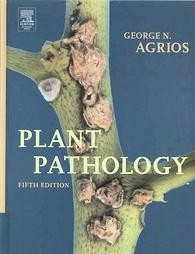 GEORGE N.
AGRIOS
PLANT
PATHOLOGY
FIFTH EDITION